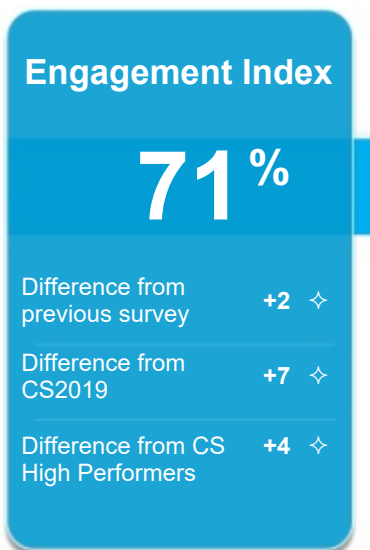 Engagement Index
71%
Difference from
previous survey +2 ✧
Difference from
CS2019 +7 ✧
Difference from CS +4 ✧
High Performers